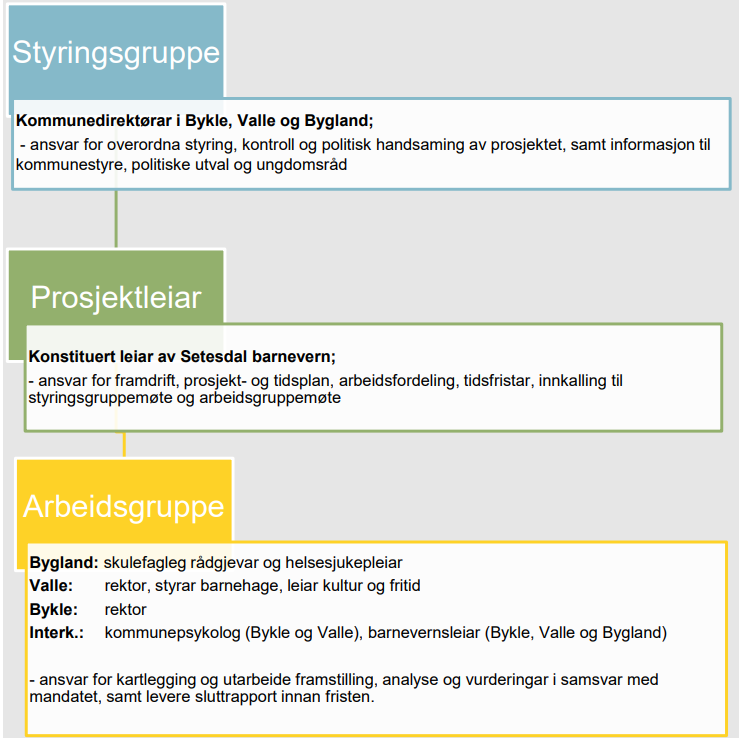 Styringsgruppe
Kommunedirektørar i Bykle, Valle og Bygland;
- ansvar for overordna styring, kontroll og politisk handsaming av prosjektet, samt informasjon til
kommunestyre, politiske utval og ungdomsråd
Prosjektleiar
Konstituert leiar av Setesdal barnevern;
- ansvar for framdrift, prosjekt- og tidsplan, arbeidsfordeling, tidsfristar, innkalling til
styringsgruppemøte og arbeidsgruppemøte
Arbeidsgruppe
Bygland: skulefagleg rådgjevar og helsesjukepleiar
Valle: rektor, styrar barnehage, leiar kultur og fritid
Bykle: rektor
Interk.: kommunepsykolog (Bykle og Valle), barnevernsleiar (Bykle, Valle og Bygland)
- ansvar for kartlegging og utarbeide framstilling, analyse og vurderingar i samsvar med
mandatet, samt levere sluttrapport innan fristen.